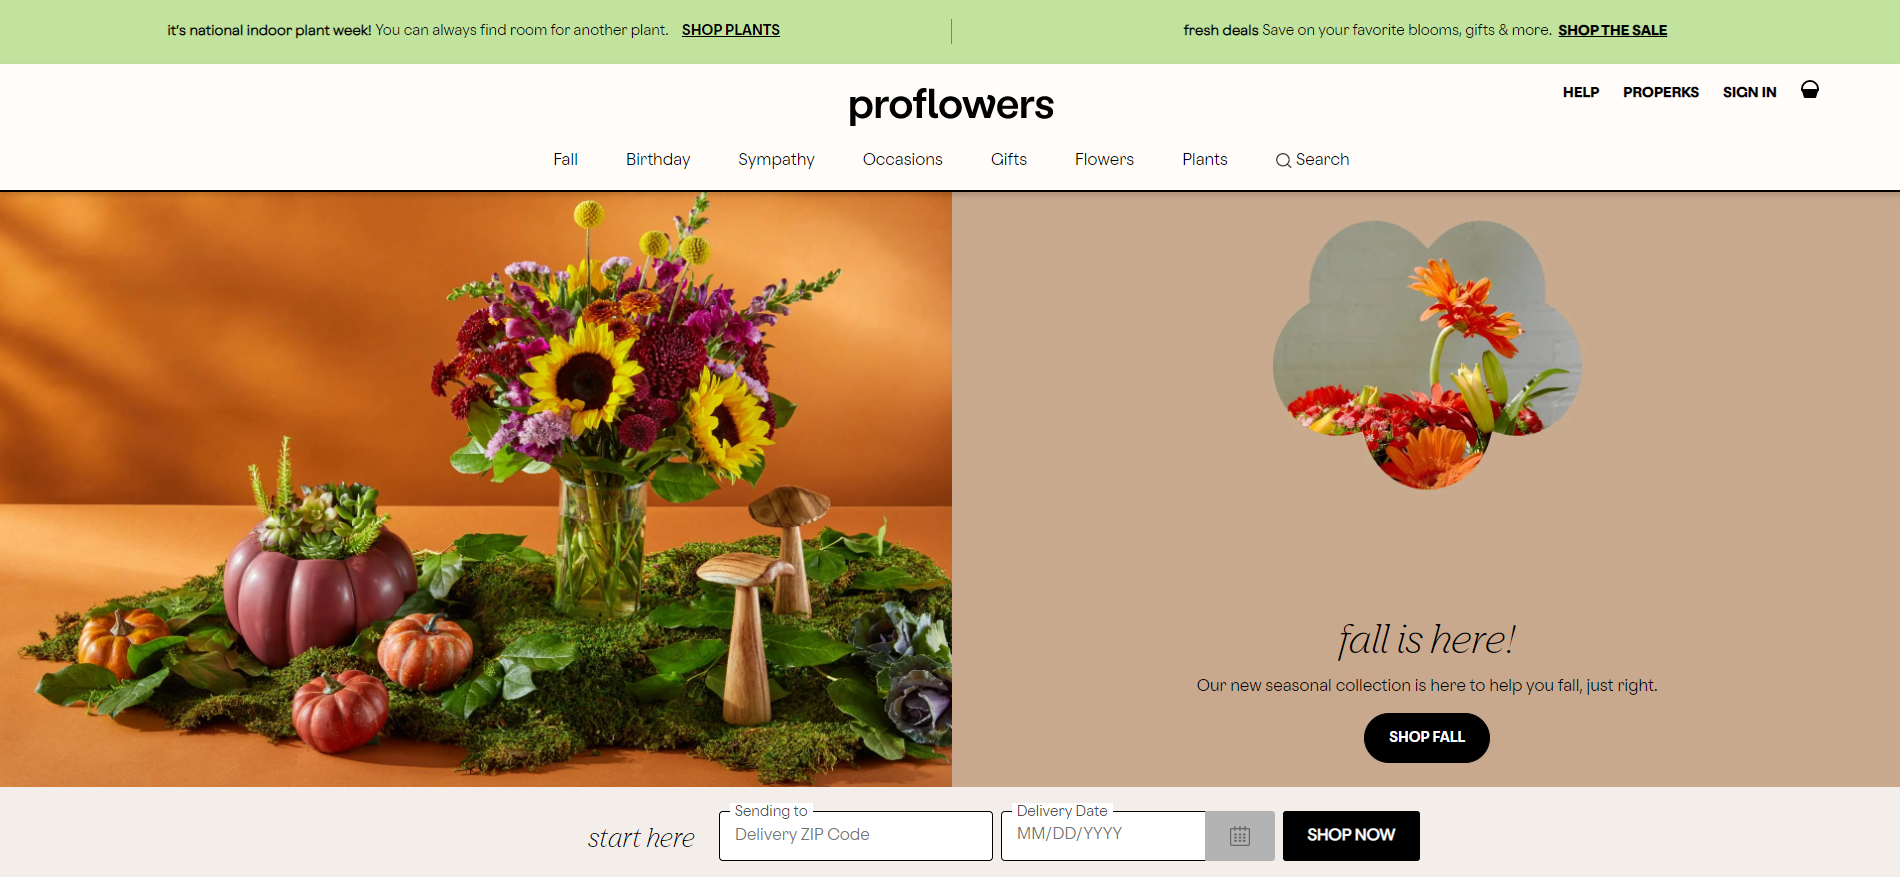 it's national indoor plant week! You can always find room for another plant. SHOP PLANTS
fresh deals Save on your favorite blooms, gifts & more. SHOP THE SALE
HELP PROPERKS SIGN IN
proflowers
Fall Birthday Sympathy Occasions Gifts Flowers Plants Search
fall is here!
Our new seasonal collection is here to help you fall, just right.
SHOP FALL
start here
Sending to
Delivery ZIP Code
Delivery Date
MM/DD/YYYY
SHOP NOW